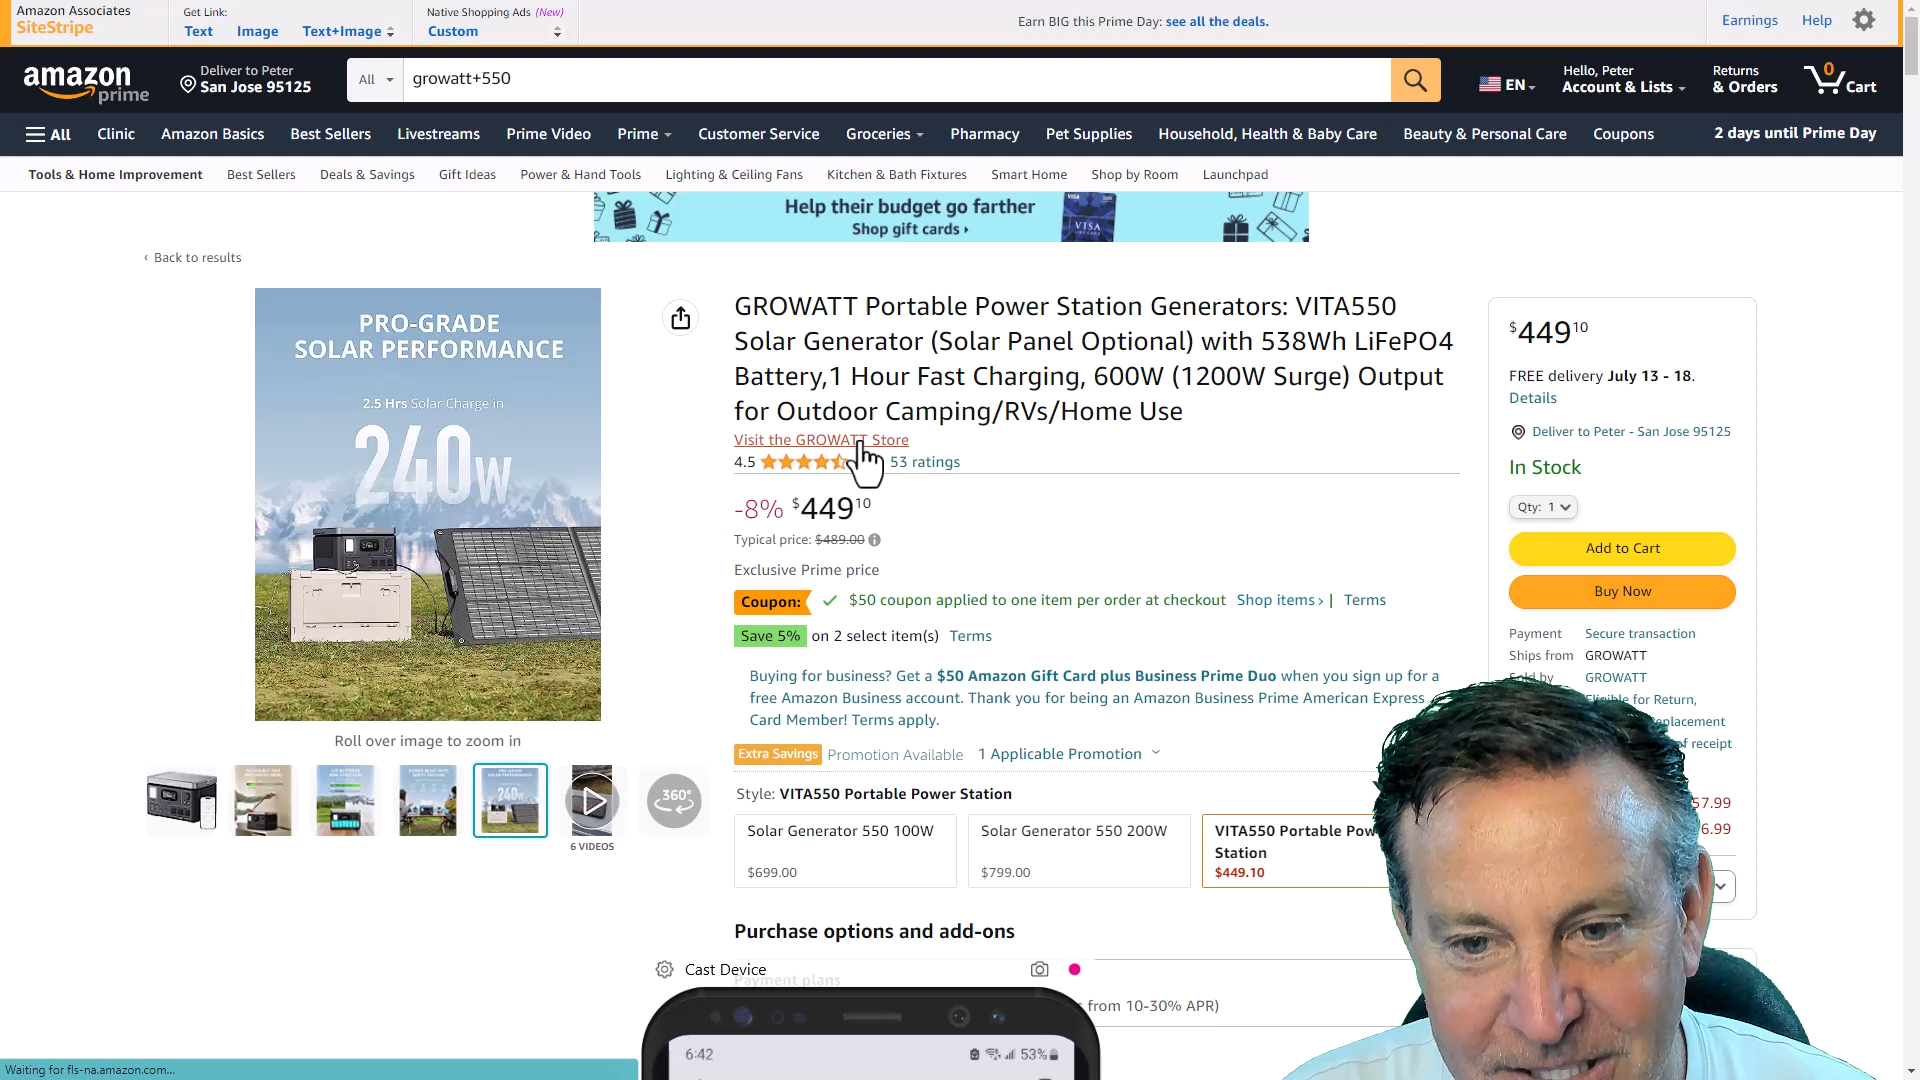 Amazon Associates
SiteStripe
Get Link:
Text Image Text+Image
Native Shopping Ads (New)
Custom
Earn BIG this Prime Day: see all the deals.
Earnings Help
amazon prime
Deliver to Peter
San Jose 95125
All
growatt+550
EN
Hello, Peter
Account & Lists
Returns
& Orders
0
Cart
All Clinic Amazon Basics Best Sellers Livestreams Prime Video Prime Customer Service Groceries Pharmacy Pet Supplies Household, Health & Baby Care Beauty & Personal Care Coupons
2 days until Prime Day
Tools & Home Improvement Best Sellers Deals & Savings Gift Ideas Power & Hand Tools Lighting & Ceiling Fans Kitchen & Bath Fixtures Smart Home Shop by Room Launchpad
Help their budget go farther
Shop gift cards ›
VISA
‹ Back to results
PRO-GRADE
SOLAR PERFORMANCE
2.5 Hrs Solar Charge in
240W
Roll over image to zoom in
360°
6 VIDEOS
GROWATT Portable Power Station Generators: VITA550
Solar Generator (Solar Panel Optional) with 538Wh LiFePO4
Battery,1 Hour Fast Charging, 600W (1200W Surge) Output
for Outdoor Camping/RVs/Home Use
Visit the GROWATT Store
4.5
53 ratings
-8% $449 10
Typical price: $489.00
Exclusive Prime price
Coupon: $50 coupon applied to one item per order at checkout Shop items › | Terms
Save 5% on 2 select item(s) Terms
Buying for business? Get a $50 Amazon Gift Card plus Business Prime Duo when you sign up for a
free Amazon Business account. Thank you for being an Amazon Business Prime American Express
Card Member! Terms apply.
Extra Savings Promotion Available 1 Applicable Promotion
Style: VITA550 Portable Power Station
Solar Generator 550 100W
$699.00
Solar Generator 550 200W
$799.00
VITA550 Portable Pow
Station
$449.10
Purchase options and add-ons
Payment plans
s from 10-30% APR)
$449 10
FREE delivery July 13 - 18.
Details
Deliver to Peter - San Jose 95125
In Stock
Qty: 1
Add to Cart
Buy Now
Payment Secure transaction
Ships from GROWATT
Sold by GROWATT
Eligible for Return,
Replacement
of receipt
57.99
6.99
Cast Device
6:42
53%
Waiting for fls-na.amazon.com...